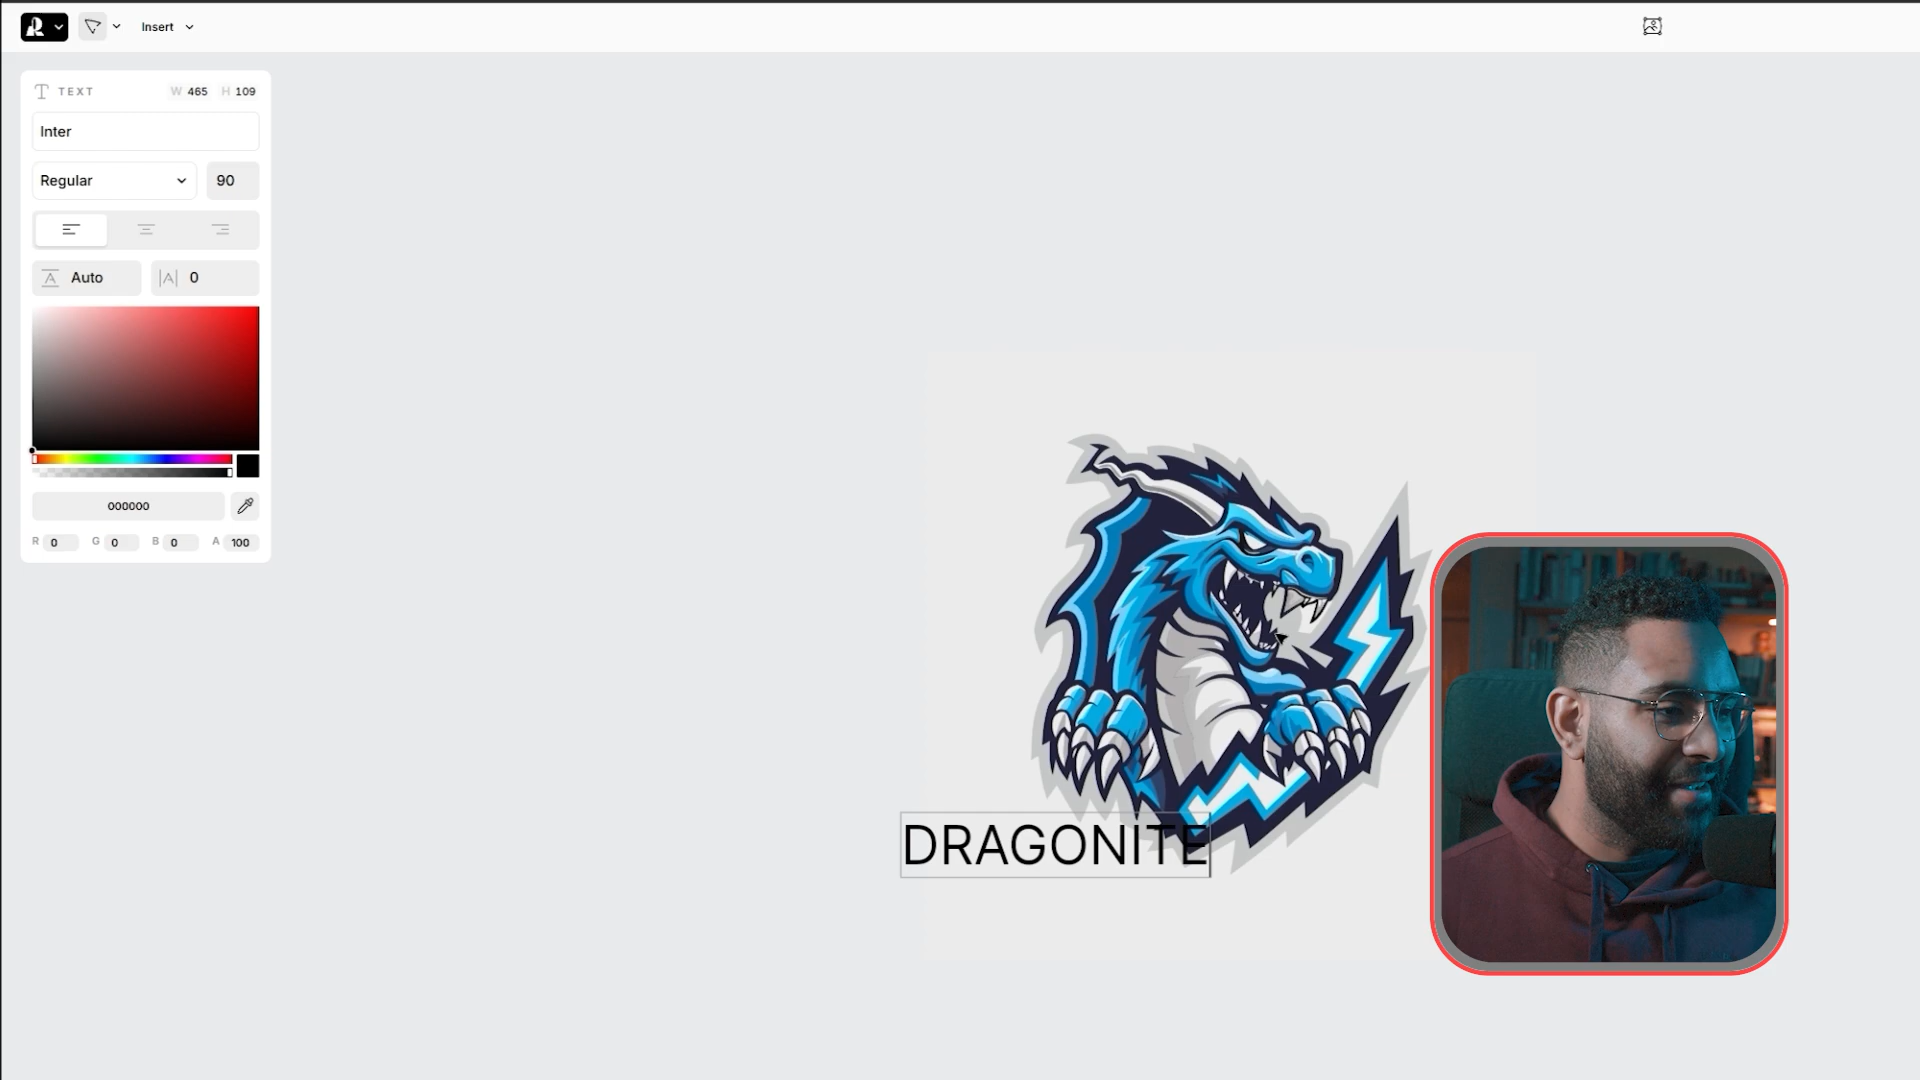 Insert
TEXT W 465 H 109
Inter
Regular 90
Auto 0
000000
R 0 G 0 B 0 A 100
DRAGONITE